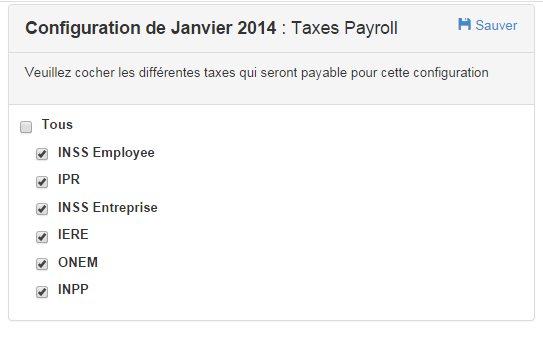 Configuration de Janvier 2014 : Taxes Payroll
Sauver
Veuillez cocher les différentes taxes qui seront payable pour cette configuration
Tous
INSS Employee
IPR
INSS Entreprise
IERE
ONEM
INPP